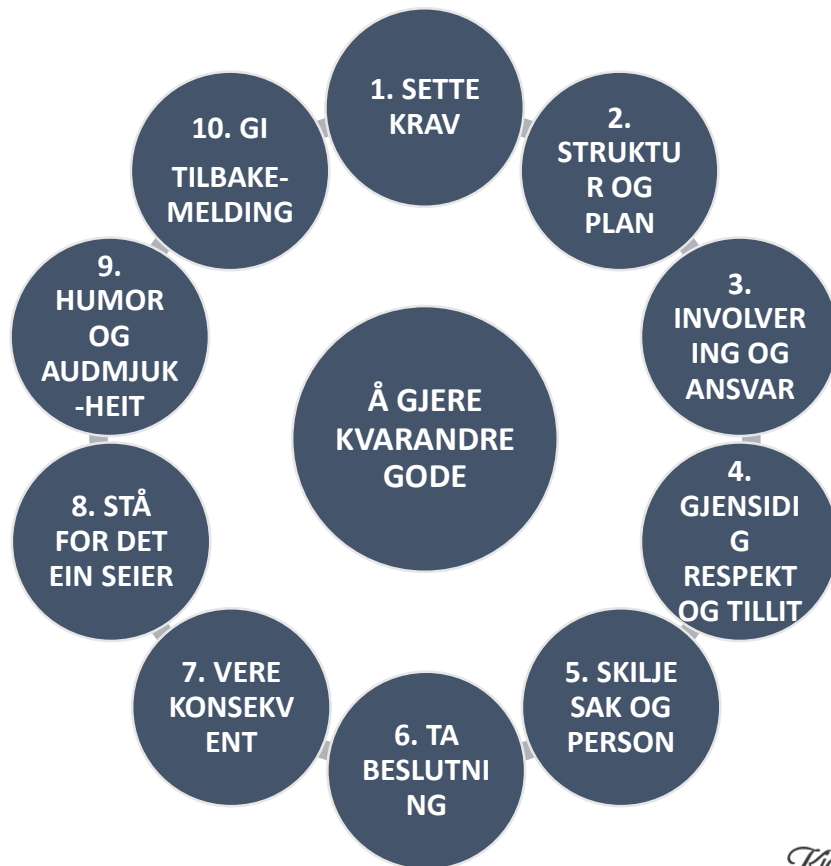 1. SETTE
KRAV
2.
STRUKTU
R OG
PLAN
3.
INVOLVER
ING OG
ANSVAR
4.
GJENSIDI
G
RESPEKT
OG TILLIT
5. SKILJE
SAK OG
PERSON
6. TA
BESLUTNI
NG
7. VERE
KONSEKV
ENT
8. STÅ
FOR DET
EIN SEIER
9.
HUMOR
OG
AUDMJUK
-HEIT
10. GI
TILBAKE-
MELDING
Å GJERE
KVARANDRE
GODE